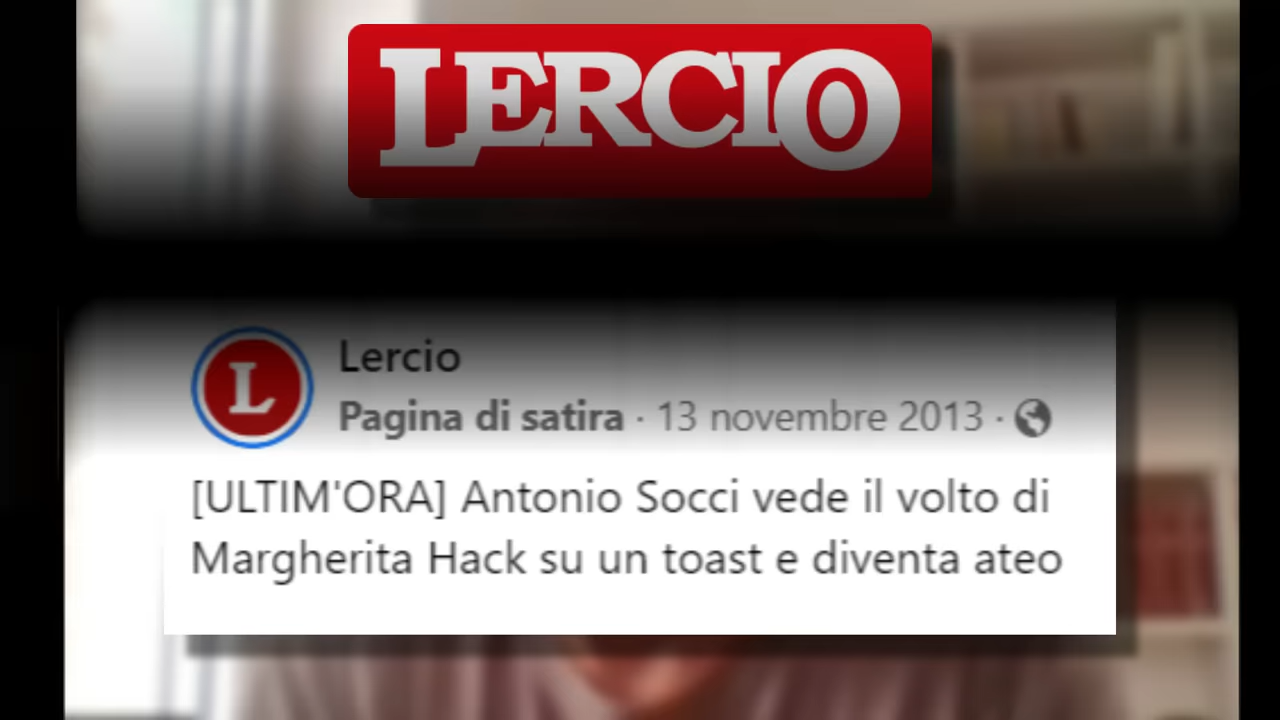 LERCIO
L
Lercio
Pagina di satira · 13 novembre 2013 ·
[ULTIM'ORA] Antonio Socci vede il volto di
Margherita Hack su un toast e diventa ateo